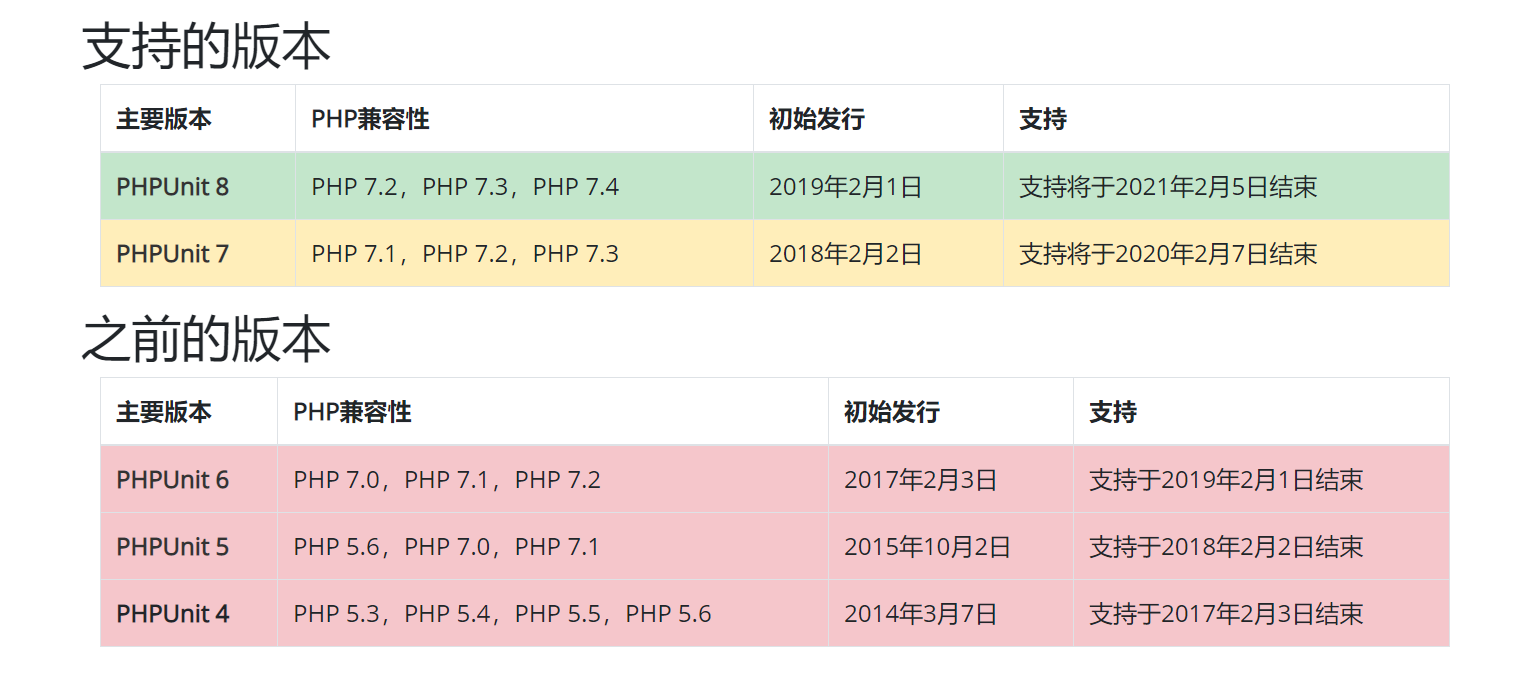 支持的版本
主要版本 PHP兼容性 初始发行 支持
PHPUnit 8 PHP 7.2，PHP 7.3，PHP 7.4 2019年2月1日 支持将于2021年2月5日结束
PHPUnit 7 PHP 7.1，PHP 7.2，PHP 7.3 2018年2月2日 支持将于2020年2月7日结束
之前的版本
主要版本 PHP兼容性 初始发行 支持
PHPUnit 6 PHP 7.0，PHP 7.1，PHP 7.2 2017年2月3日 支持于2019年2月1日结束
PHPUnit 5 PHP 5.6，PHP 7.0，PHP 7.1 2015年10月2日 支持于2018年2月2日结束
PHPUnit 4 PHP 5.3，PHP 5.4，PHP 5.5，PHP 5.6 2014年3月7日 支持于2017年2月3日结束